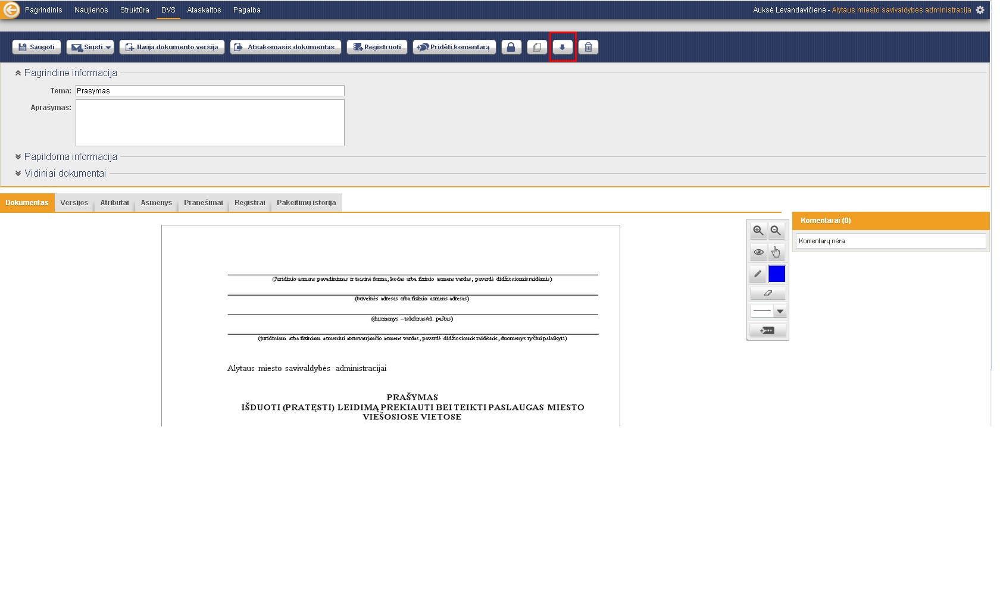 Pagrindinis Naujienos Struktūra DVS Ataskaitos Pagalba
Auksė Levandavičienė - Alytaus miesto savivaldybės administracija
Saugoti Siųsti Nauja dokumento versija Atsakomasis dokumentas Registruoti Pridėti komentarą
Pagrindinė informacija
Tema: Prasymas
Aprašymas:
Papildoma informacija
Vidiniai dokumentai
Dokumentas Versijos Atributai Asmenys Pranešimai Registrai Pakeitimų istorija
Komentarai (0)
Komentarų nėra
(Juridinio asmens pavadinimas ir teisinė forma, kodas arba fizinio asmens vardas, pavardė didžiosiomis raidėmis)
(buveinės adresas arba fizinio asmens adresas)
(duomenys – telefonas/el. paštas)
(juridiniam arba fiziniam asmeniui atstovaujančio asmens vardas, pavardė didžiosiomis raidėmis, duomenys ryšiui palaikyti)
Alytaus miesto savivaldybės administracijai
PRAŠYMAS
IŠDUOTI (PRATĘSTI) LEIDIMĄ PREKIAUTI BEI TEIKTI PASLAUGAS MIESTO
VIEŠOSIOSE VIETOSE